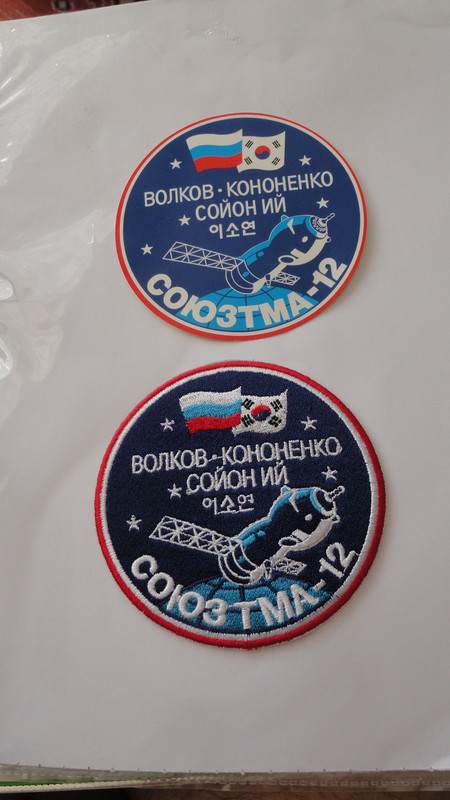 ВОЛКОВ · КОНОНЕНКО
СОЙОН ИЙ
이소연
СОЮЗ ТМА-12
ВОЛКОВ-КОНОНЕНКО
СОЙОН ИЙ
이소연
СОЮЗ ТМА-12